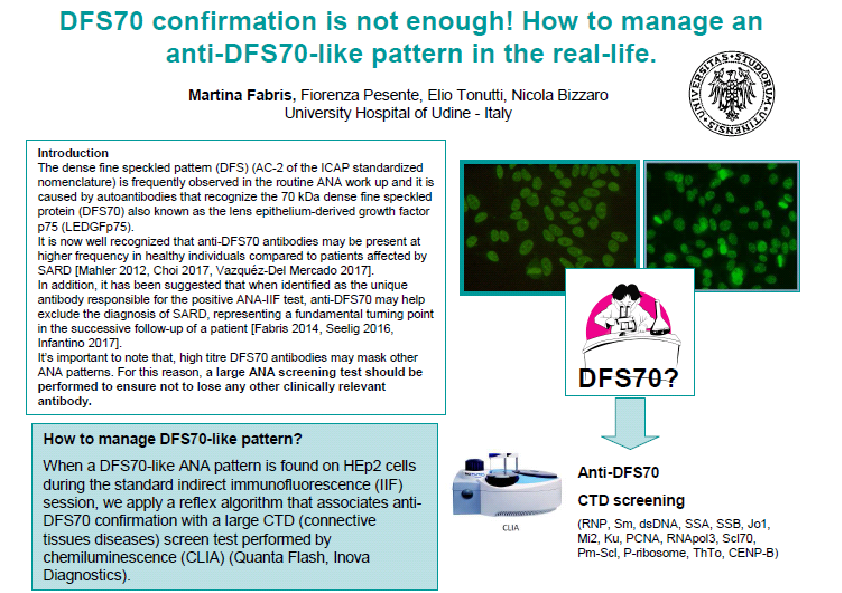 DFS70 confirmation is not enough! How to manage an
anti-DFS70-like pattern in the real-life.
Martina Fabris, Fiorenza Pesente, Elio Tonutti, Nicola Bizzaro
University Hospital of Udine - Italy
Introduction
The dense fine speckled pattern (DFS) (AC-2 of the ICAP standardized
nomenclature) is frequently observed in the routine ANA work up and it is
caused by autoantibodies that recognize the 70 kDa dense fine speckled
protein (DFS70) also known as the lens epithelium-derived growth factor
p75 (LEDGFp75).
It is now well recognized that anti-DFS70 antibodies may be present at
higher frequency in healthy individuals compared to patients affected by
SARD [Mahler 2012, Choi 2017, Vazquéz-Del Mercado 2017].
In addition, it has been suggested that when identified as the unique
antibody responsible for the positive ANA-IIF test, anti-DFS70 may help
exclude the diagnosis of SARD, representing a fundamental turning point
in the successive follow-up of a patient [Fabris 2014, Seelig 2016,
Infantino 2017].
It's important to note that, high titre DFS70 antibodies may mask other
ANA patterns. For this reason, a large ANA screening test should be
performed to ensure not to lose any other clinically relevant
antibody.
How to manage DFS70-like pattern?
When a DFS70-like ANA pattern is found on HEp2 cells
during the standard indirect immunofluorescence (IIF)
session, we apply a reflex algorithm that associates anti-
DFS70 confirmation with a large CTD (connective
tissues diseases) screen test performed by
chemiluminescence (CLIA) (Quanta Flash, Inova
Diagnostics).
UNIVERSITAS STUDIORUM UTINENSIS
DFS70?
CLIA
Anti-DFS70
CTD screening
(RNP, Sm, dsDNA, SSA, SSB, Jo1,
Mi2, Ku, PCNA, RNApol3, Scl70,
Pm-Scl, P-ribosome, ThTo, CENP-B)